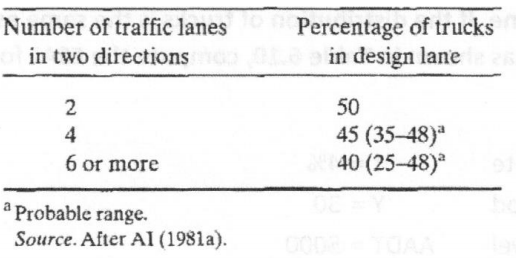 Number of traffic lanes Percentage of trucks
in two directions in design lane
2 50
4 45 (35–48)ᵃ
6 or more 40 (25–48)ᵃ
ᵃ Probable range.
Source. After AI (1981a).